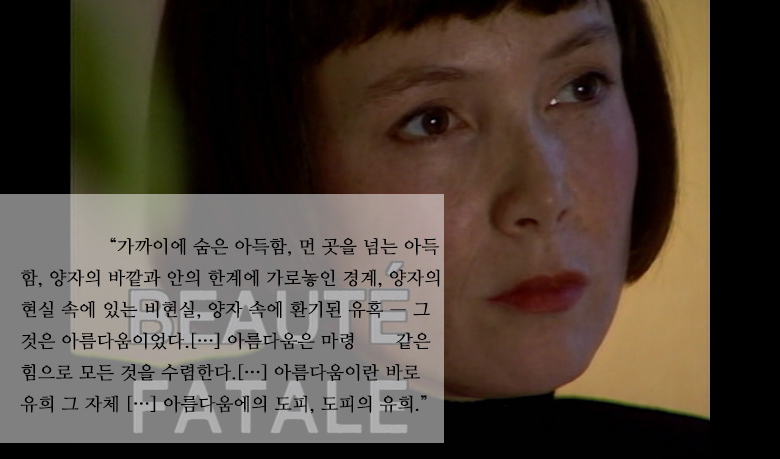 “가까이에 숨은 아득함, 먼 곳을 넘는 아득
함, 양자의 바깥과 안의 한계에 가로놓인 경계, 양자의
현실 속에 있는 비현실, 양자 속에 환기된 유혹 — 그
것은 아름다움이었다.[…] 아름다움은 마령 같은
힘으로 모든 것을 수렴한다.[…] 아름다움이란 바로
유희 그 자체 […] 아름다움에의 도피, 도피의 유희.”
BEAUTÉ
FATALE